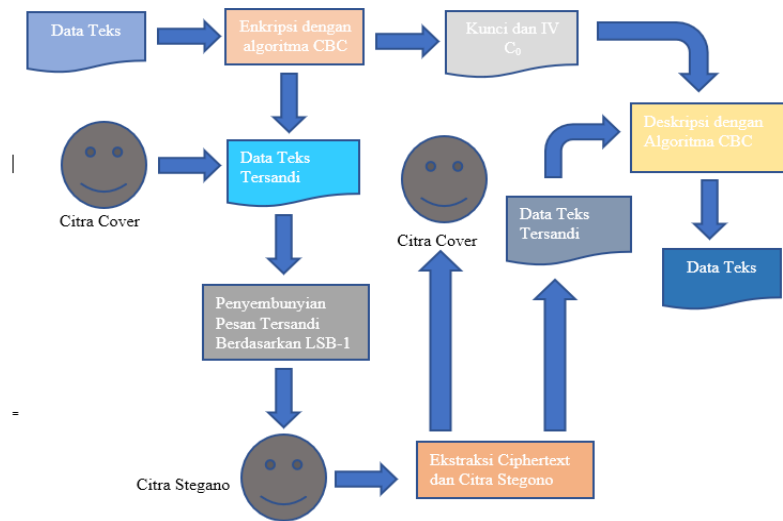 Data Teks
Enkripsi dengan
algoritma CBC
Kunci dan IV
C₀
Deskripsi dengan
Algoritma CBC
Data Teks
Tersandi
Citra Cover
Citra Cover
Data Teks
Tersandi
Data Teks
Penyembunyian
Pesan Tersandi
Berdasarkan LSB-1
=
Citra Stegano
Ekstraksi Ciphertext
dan Citra Stegono